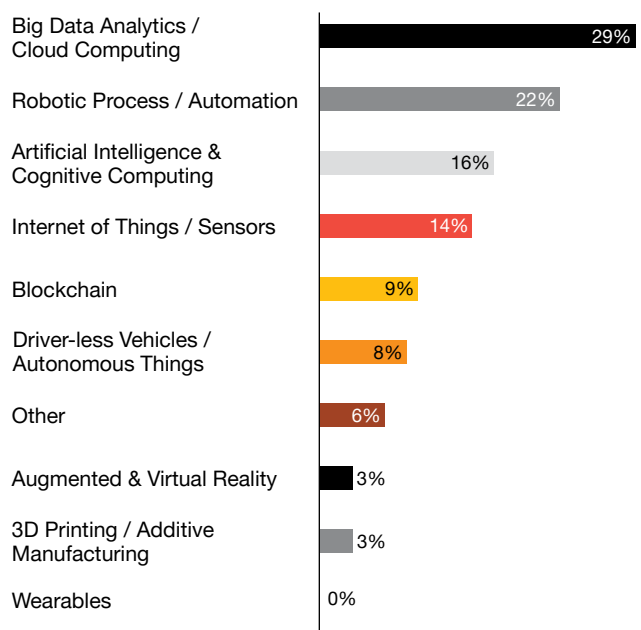 Big Data Analytics /
Cloud Computing
29%
Robotic Process / Automation
22%
Artificial Intelligence &
Cognitive Computing
16%
Internet of Things / Sensors
14%
Blockchain
9%
Driver-less Vehicles /
Autonomous Things
8%
Other
6%
Augmented & Virtual Reality
3%
3D Printing / Additive
Manufacturing
3%
Wearables
0%